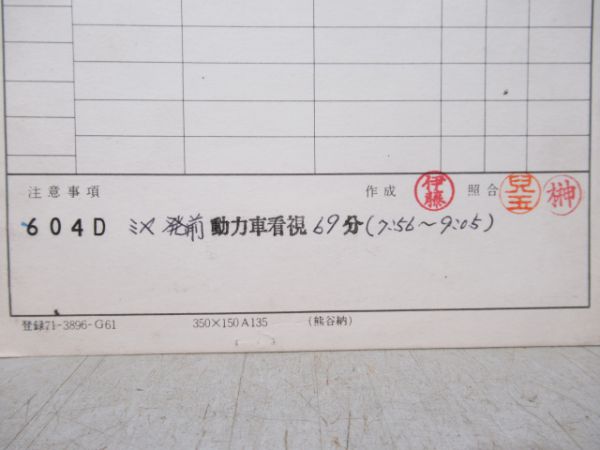 注意事項 作成 伊藤 照合 兒玉 榊
604D ミメ 発前 動力車看視 69分(7:56〜9:05)
登録71-3896-G61 350×150 A135 (熊谷納)